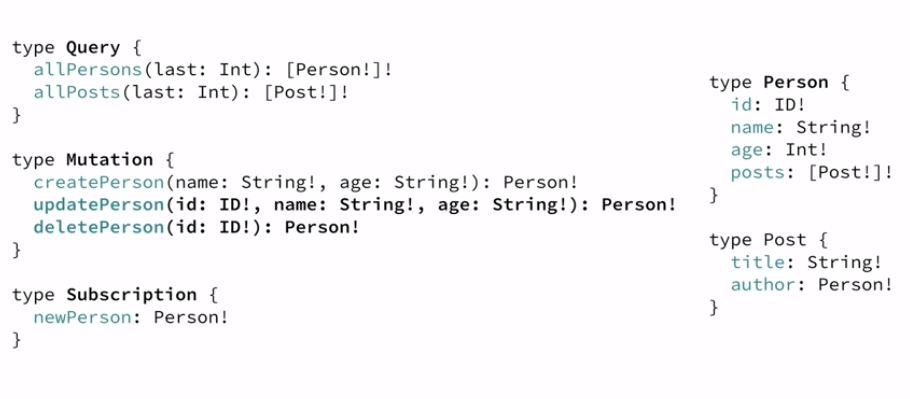 type Query {
  allPersons(last: Int): [Person!]!
  allPosts(last: Int): [Post!]!
}
type Mutation {
  createPerson(name: String!, age: String!): Person!
  updatePerson(id: ID!, name: String!, age: String!): Person!
  deletePerson(id: ID!): Person!
}
type Subscription {
  newPerson: Person!
}
type Person {
  id: ID!
  name: String!
  age: Int!
  posts: [Post!]!
}
type Post {
  title: String!
  author: Person!
}